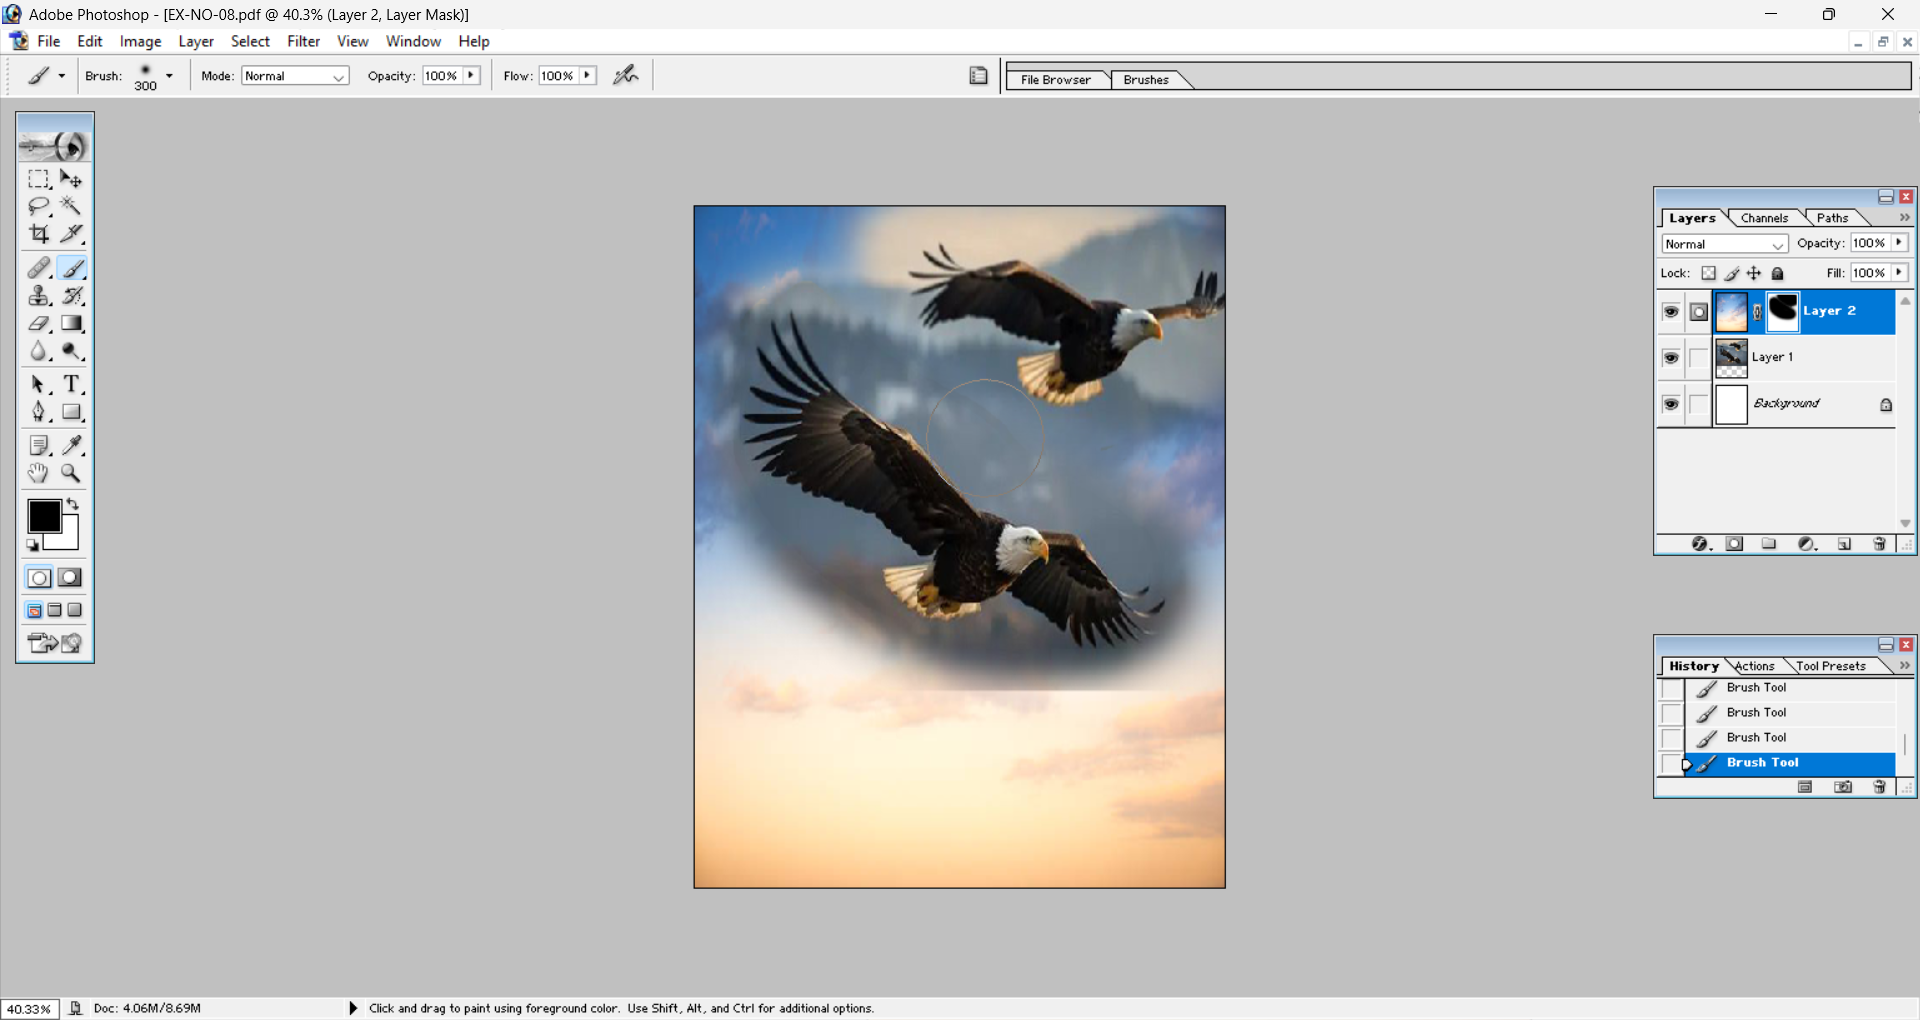 Adobe Photoshop - [EX-NO-08.pdf @ 40.3% (Layer 2, Layer Mask)]
File Edit Image Layer Select Filter View Window Help
Brush: 300 Mode: Normal Opacity: 100% Flow: 100% File Browser Brushes
Layers Channels Paths
Normal Opacity: 100%
Lock: Fill: 100%
Layer 2
Layer 1
Background
T
History Actions Tool Presets
Brush Tool
Brush Tool
Brush Tool
Brush Tool
40.33% Doc: 4.06M/8.69M Click and drag to paint using foreground color. Use Shift, Alt, and Ctrl for additional options.